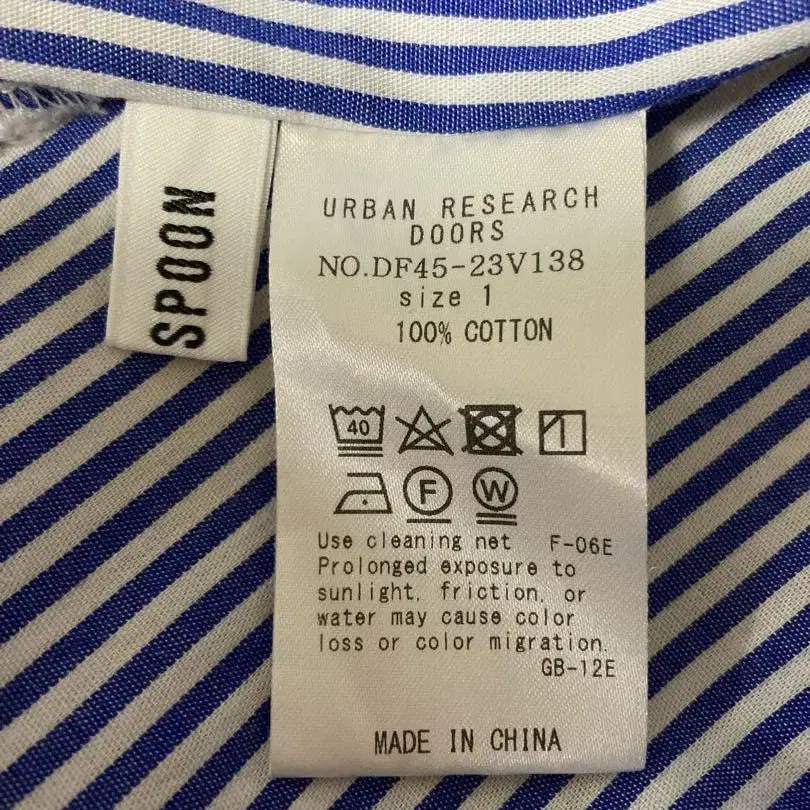 SPOON
URBAN RESEARCH
DOORS
NO.DF45-23V138
size 1
100% COTTON
40
F W
Use cleaning net F-06E
Prolonged exposure to
sunlight, friction, or
water may cause color
loss or color migration.
GB-12E
MADE IN CHINA